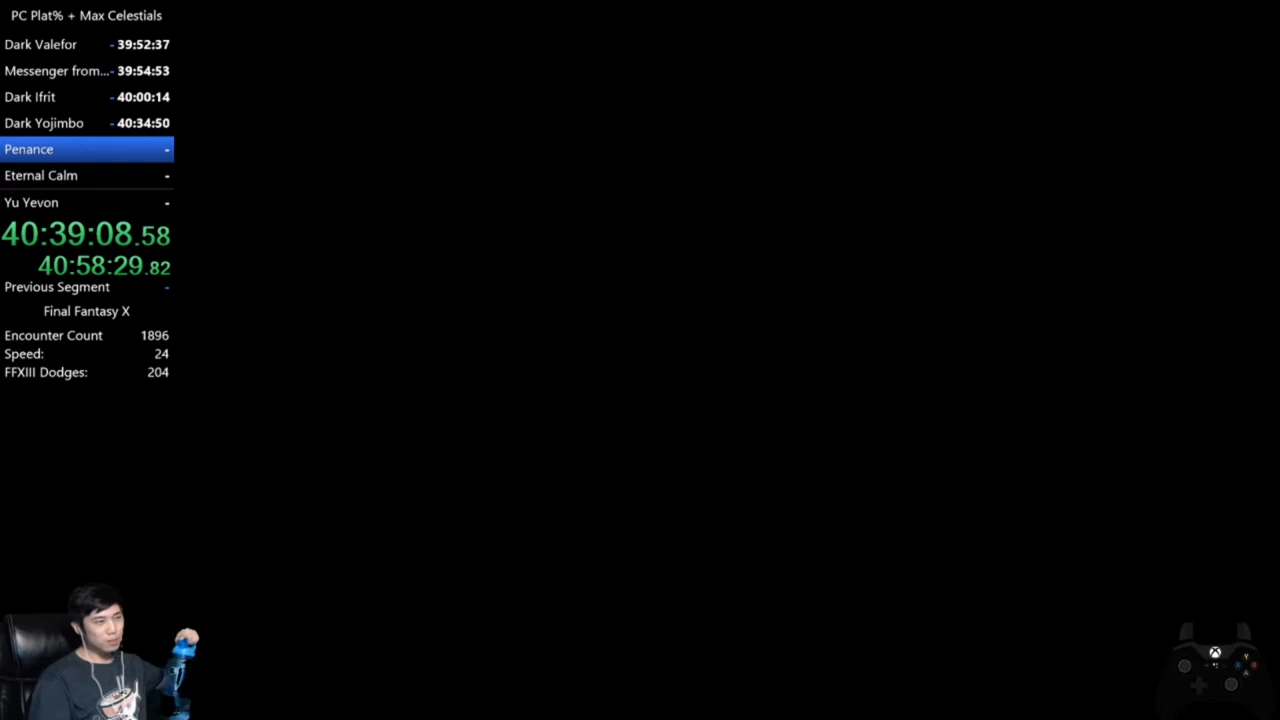 PC Plat% + Max Celestials
Dark Valefor - 39:52:37
Messenger from...- 39:54:53
Dark Ifrit - 40:00:14
Dark Yojimbo - 40:34:50
Penance -
Eternal Calm -
Yu Yevon -
40:39:08.58
40:58:29.82
Previous Segment -
Final Fantasy X
Encounter Count 1896
Speed: 24
FFXIII Dodges: 204